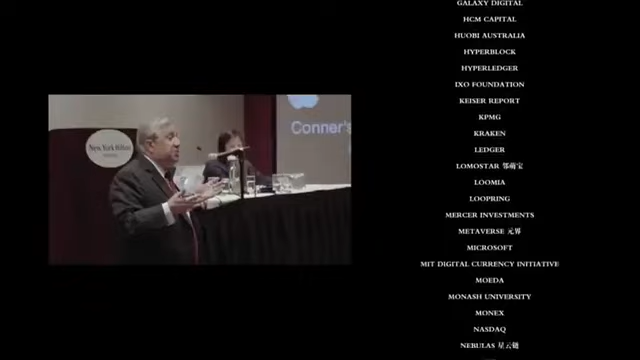 New York Hilton
Conner's
GALAXY DIGITAL
HCM CAPITAL
HUOBI AUSTRALIA
HYPERBLOCK
HYPERLEDGER
IXO FOUNDATION
KEISER REPORT
KPMG
KRAKEN
LEDGER
LOMOSTAR 邹萌宝
LOOMIA
LOOPRING
MERCER INVESTMENTS
METAVERSE 元界
MICROSOFT
MIT DIGITAL CURRENCY INITIATIVE
MOEDA
MONASH UNIVERSITY
MONEX
NASDAQ
NEBULAS 星云链